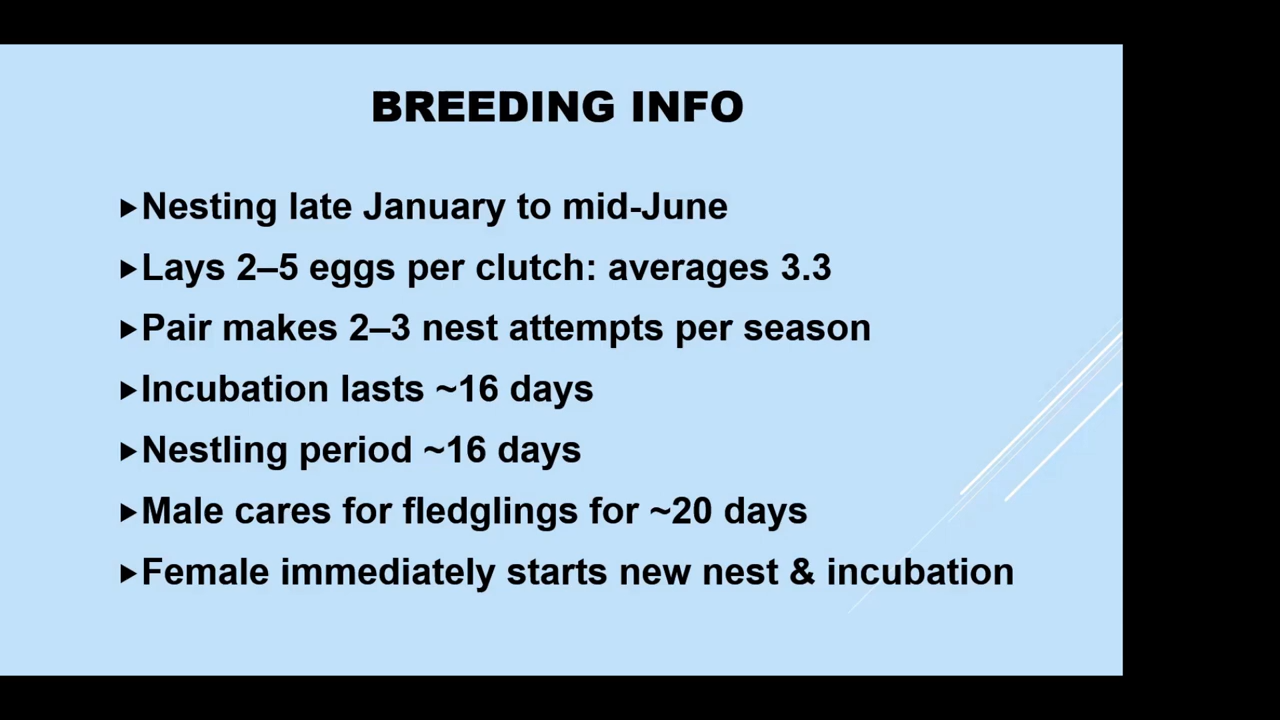 BREEDING INFO
▶Nesting late January to mid-June
▶Lays 2–5 eggs per clutch: averages 3.3
▶Pair makes 2–3 nest attempts per season
▶Incubation lasts ~16 days
▶Nestling period ~16 days
▶Male cares for fledglings for ~20 days
▶Female immediately starts new nest & incubation